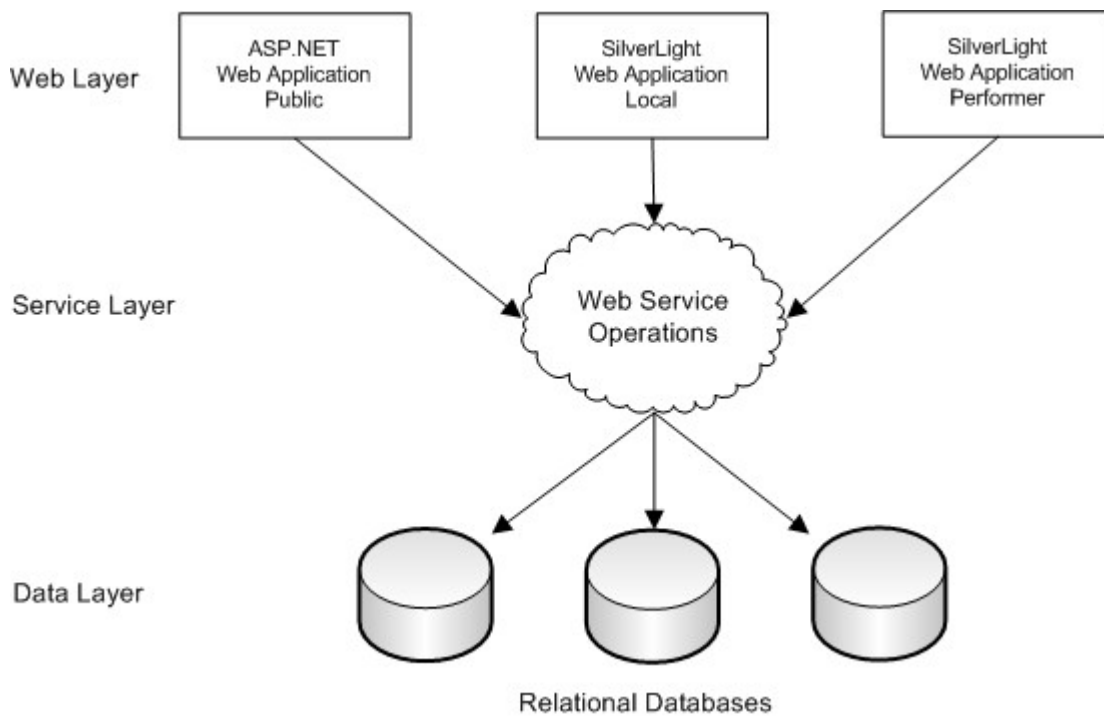 Web Layer
ASP.NET
Web Application
Public
SilverLight
Web Application
Local
SilverLight
Web Application
Performer
Service Layer
Web Service
Operations
Data Layer
Relational Databases